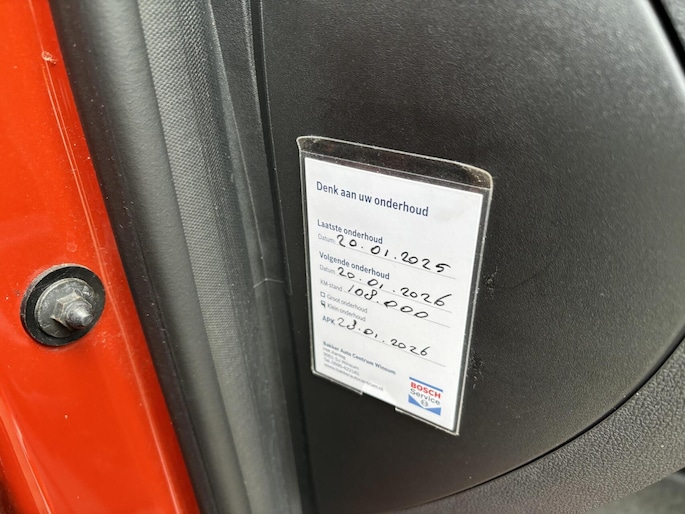 Denk aan uw onderhoud
Laatste onderhoud
Datum: 20.01.2025
Volgende onderhoud
Datum: 20.01.2026
KM-stand: 108.000
Groot onderhoud
Klein onderhoud
APK 28.01.2026
Bakker Auto Centrum Winsum
BOSCH
Service